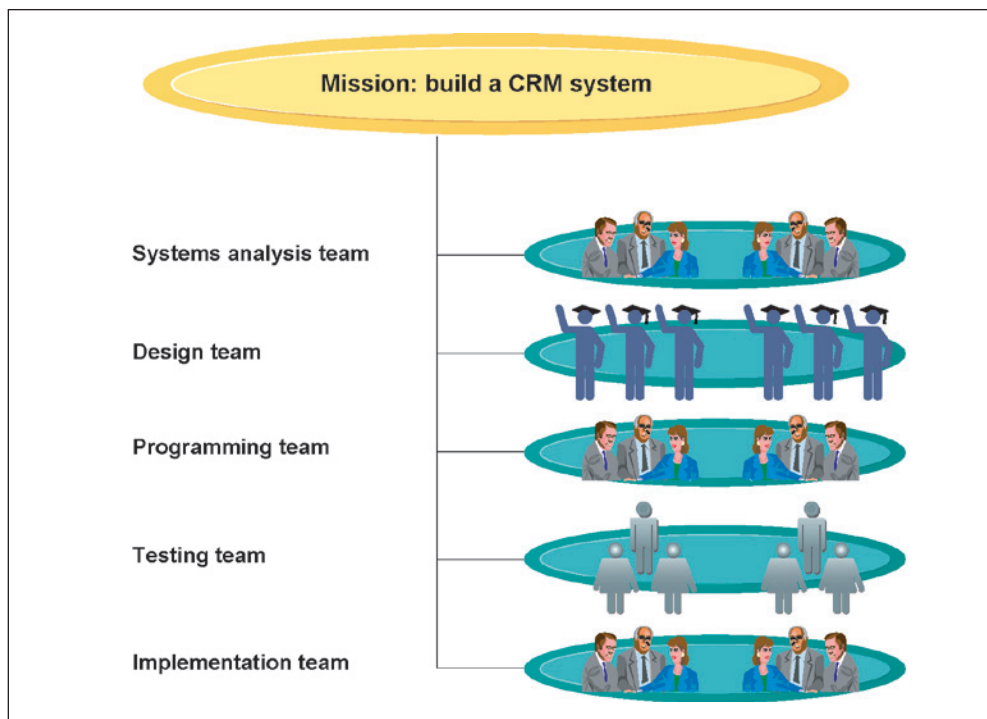 Mission: build a CRM system
Systems analysis team
Design team
Programming team
Testing team
Implementation team